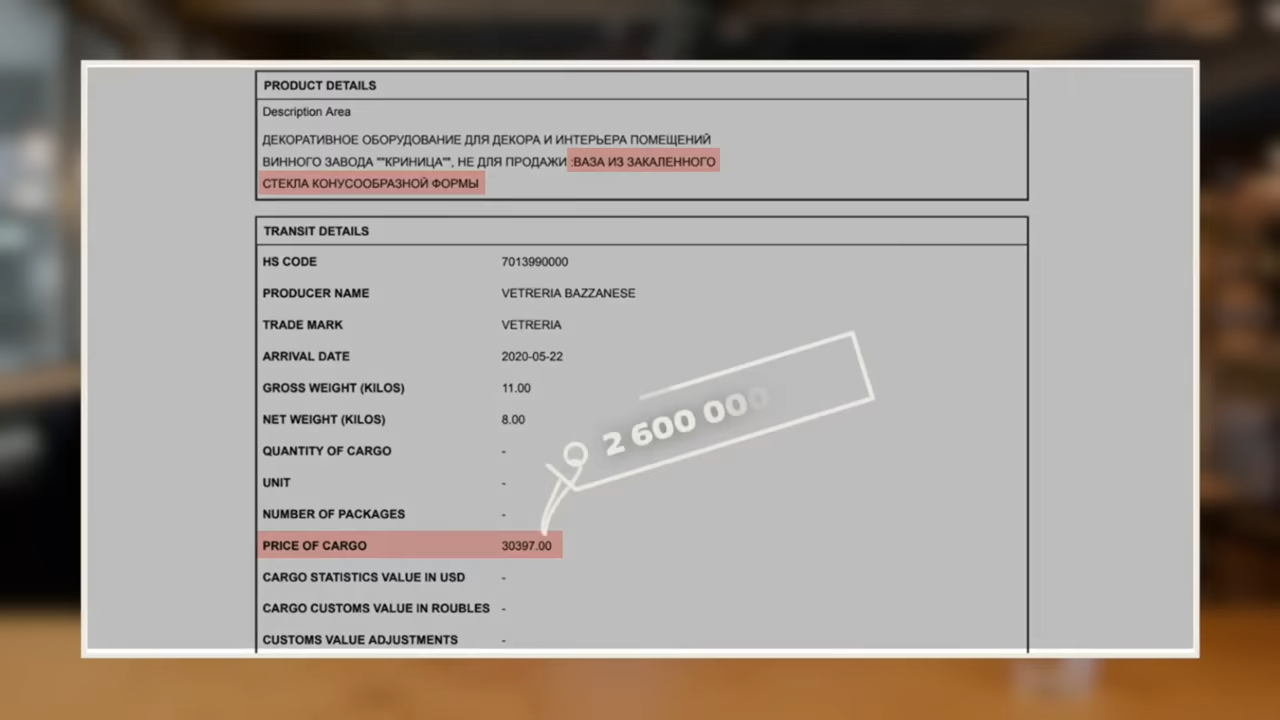 PRODUCT DETAILS
Description Area
ДЕКОРАТИВНОЕ ОБОРУДОВАНИЕ ДЛЯ ДЕКОРА И ИНТЕРЬЕРА ПОМЕЩЕНИЙ
ВИННОГО ЗАВОДА ""КРИНИЦА"", НЕ ДЛЯ ПРОДАЖИ :ВАЗА ИЗ ЗАКАЛЕННОГО
СТЕКЛА КОНУСООБРАЗНОЙ ФОРМЫ
TRANSIT DETAILS
HS CODE 7013990000
PRODUCER NAME VETRERIA BAZZANESE
TRADE MARK VETRERIA
ARRIVAL DATE 2020-05-22
GROSS WEIGHT (KILOS) 11.00
NET WEIGHT (KILOS) 8.00
2 600 000
QUANTITY OF CARGO -
UNIT -
NUMBER OF PACKAGES -
PRICE OF CARGO 30397.00
CARGO STATISTICS VALUE IN USD -
CARGO CUSTOMS VALUE IN ROUBLES -
CUSTOMS VALUE ADJUSTMENTS -